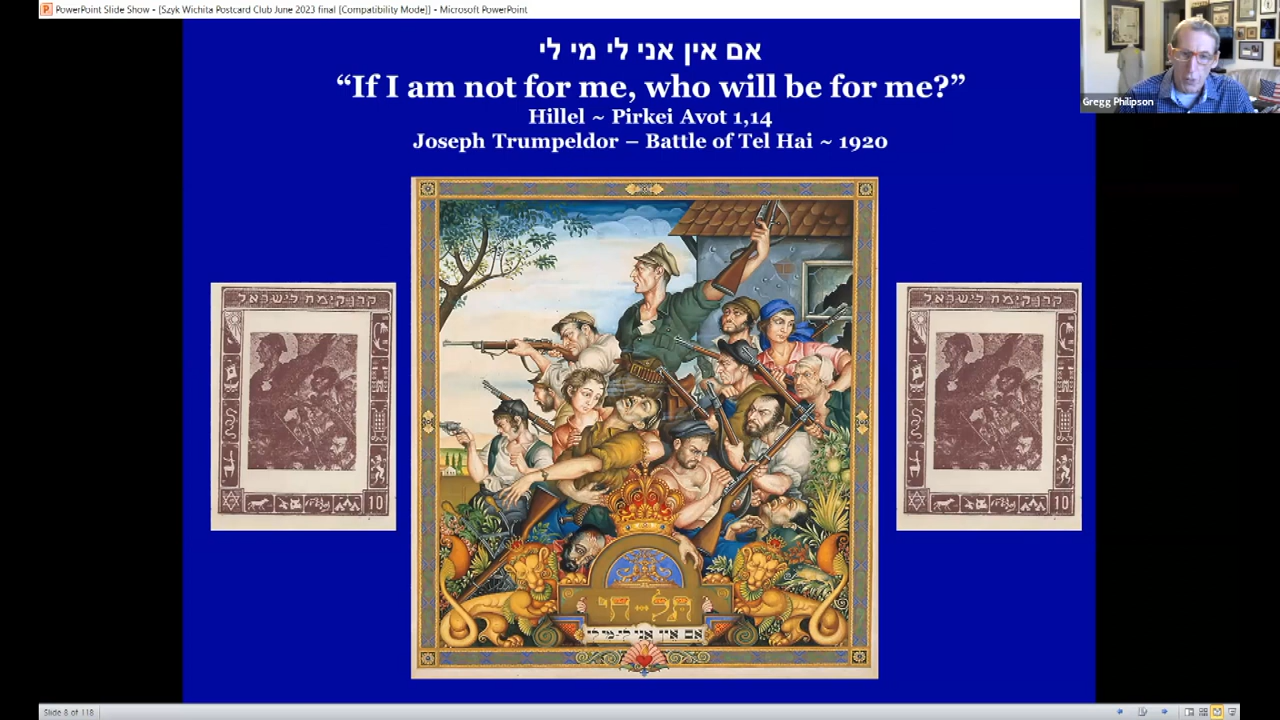 PowerPoint Slide Show - [Szyk Wichita Postcard Club June 2023 final [Compatibility Mode]] - Microsoft PowerPoint
Gregg Philipson
אם אין אני לי מי לי
“If I am not for me, who will be for me?”
Hillel ~ Pirkei Avot 1,14
Joseph Trumpeldor – Battle of Tel Hai ~ 1920
קרן קימת לישראל
10
תל-חי
אם אין אני לי-מי לי
קרן קימת לישראל
10
Slide 8 of 118